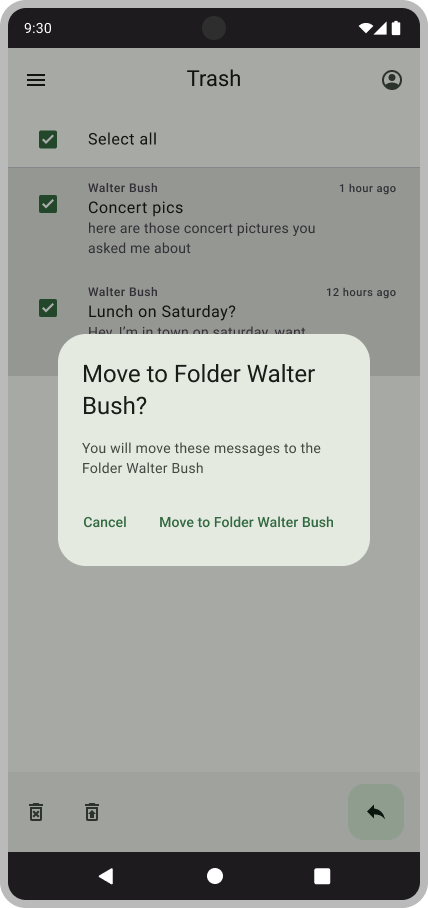 9:30
Trash
Select all
Walter Bush
1 hour ago
Concert pics
here are those concert pictures you
asked me about
Walter Bush
12 hours ago
Lunch on Saturday?
Hey, I'm in town on saturday, want
Move to Folder Walter
Bush?
You will move these messages to the
Folder Walter Bush
Cancel
Move to Folder Walter Bush